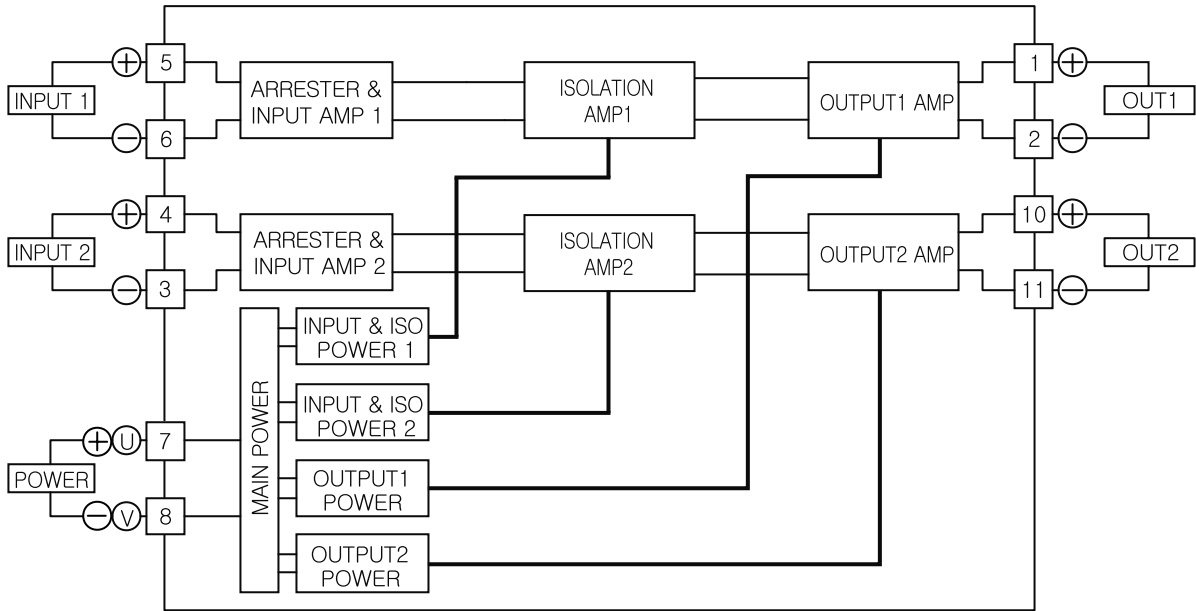 INPUT 1
+
5
−
6
ARRESTER &
INPUT AMP 1
ISOLATION
AMP1
OUTPUT1 AMP
1
+
2
−
OUT1
INPUT 2
+
4
−
3
ARRESTER &
INPUT AMP 2
ISOLATION
AMP2
OUTPUT2 AMP
10
+
11
−
OUT2
MAIN POWER
INPUT & ISO
POWER 1
INPUT & ISO
POWER 2
OUTPUT1
POWER
OUTPUT2
POWER
POWER
+ U 7
− V 8